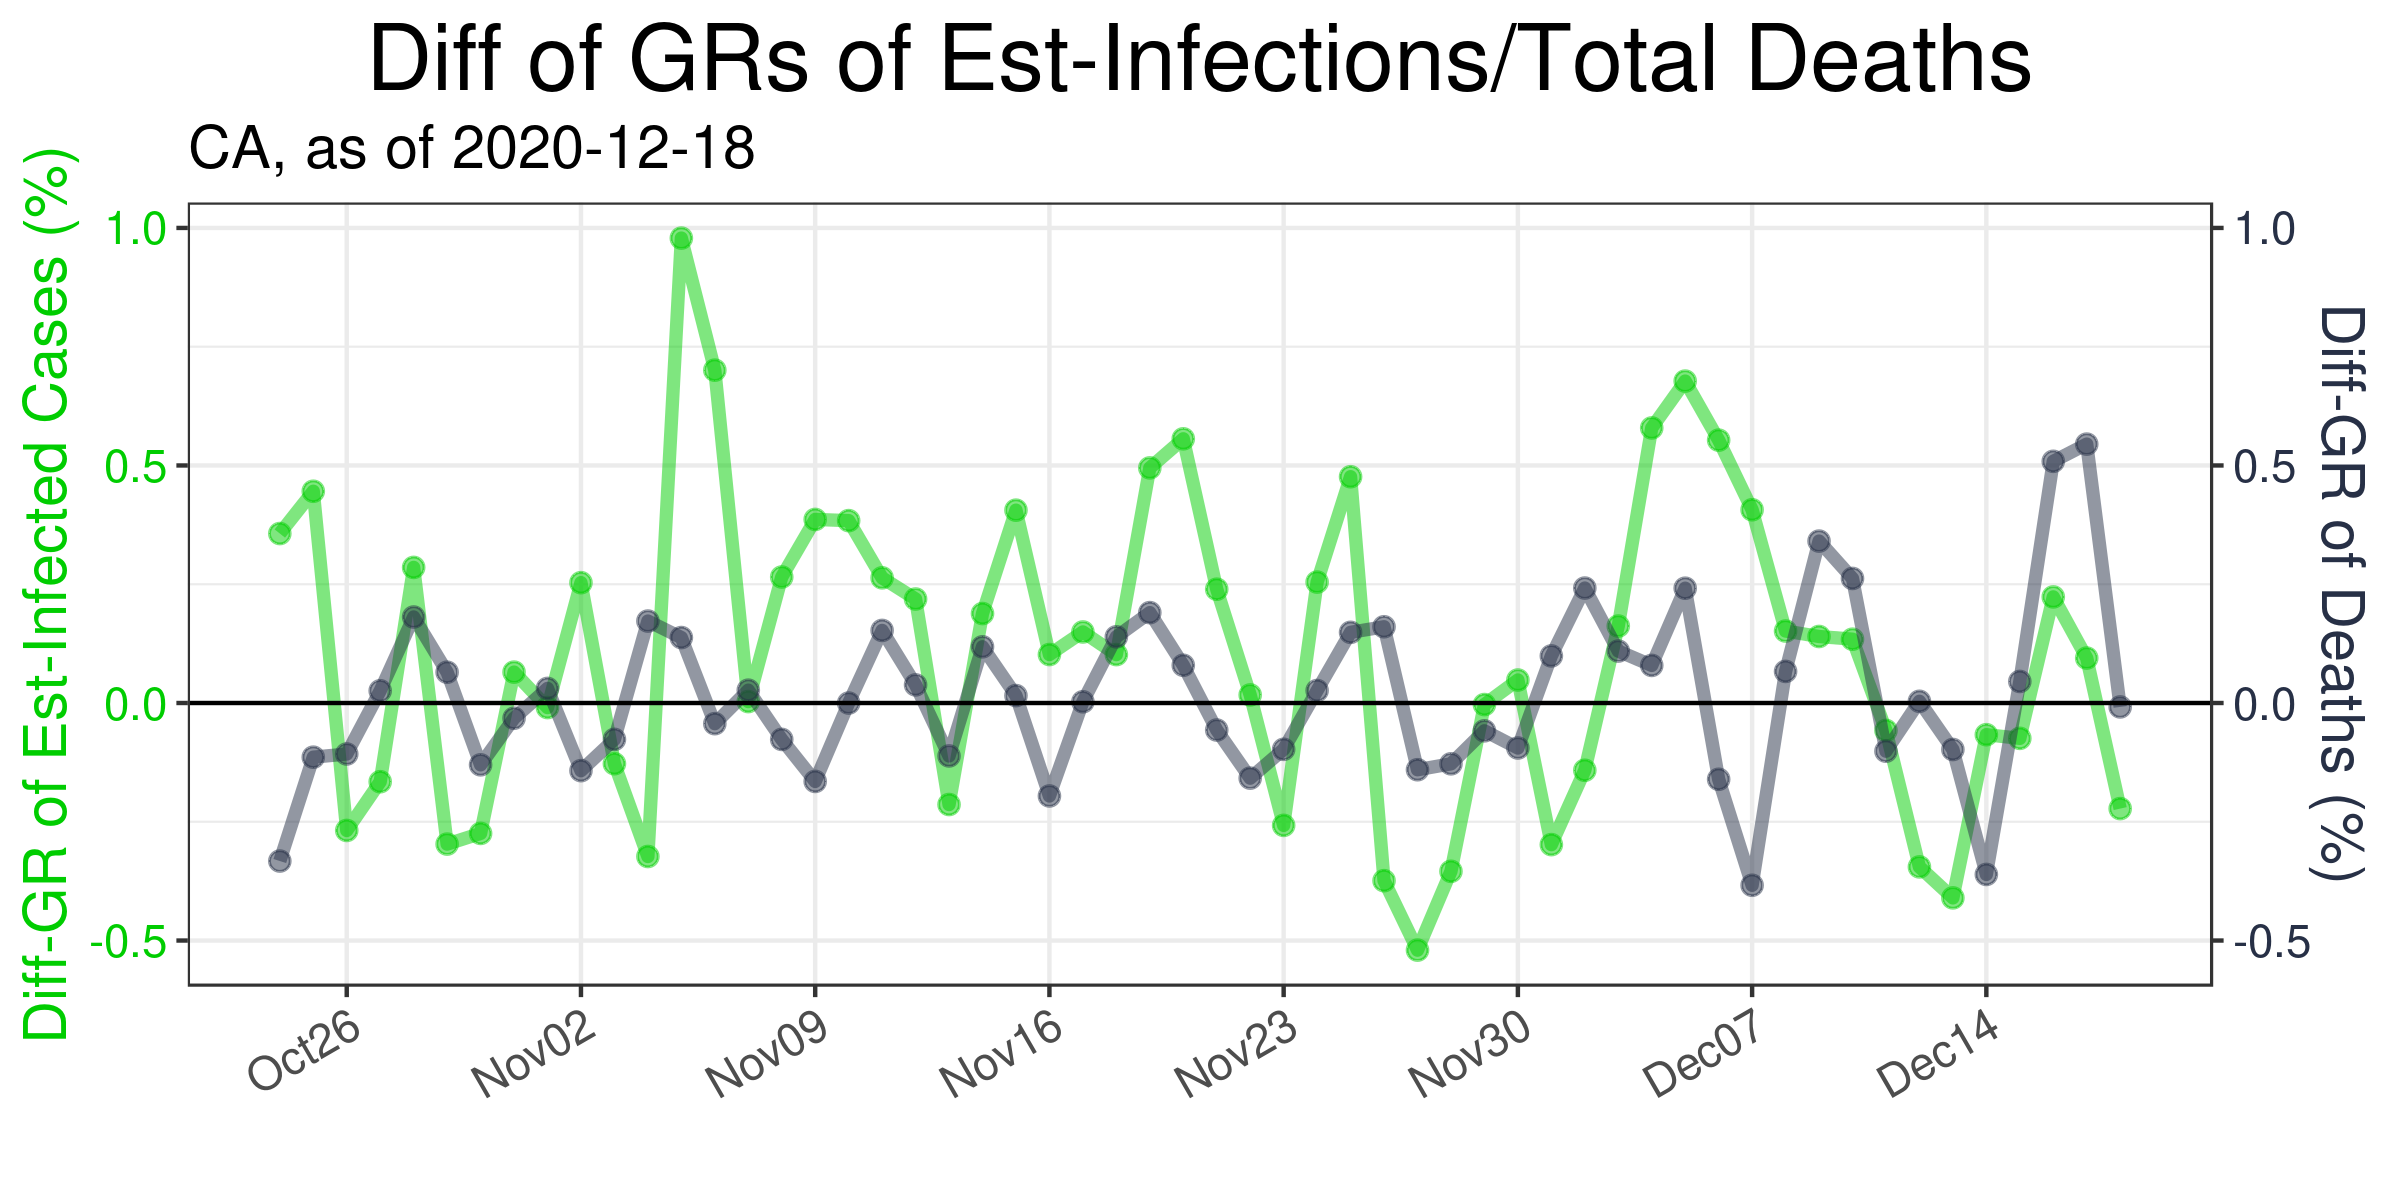 Diff of GRs of Est-Infections/Total Deaths
CA, as of 2020-12-18
Diff-GR of Est-Infected Cases (%)
1.0
0.5
0.0
-0.5
1.0
0.5
0.0
-0.5
Diff-GR of Deaths (%)
Oct26 Nov02 Nov09 Nov16 Nov23 Nov30 Dec07 Dec14